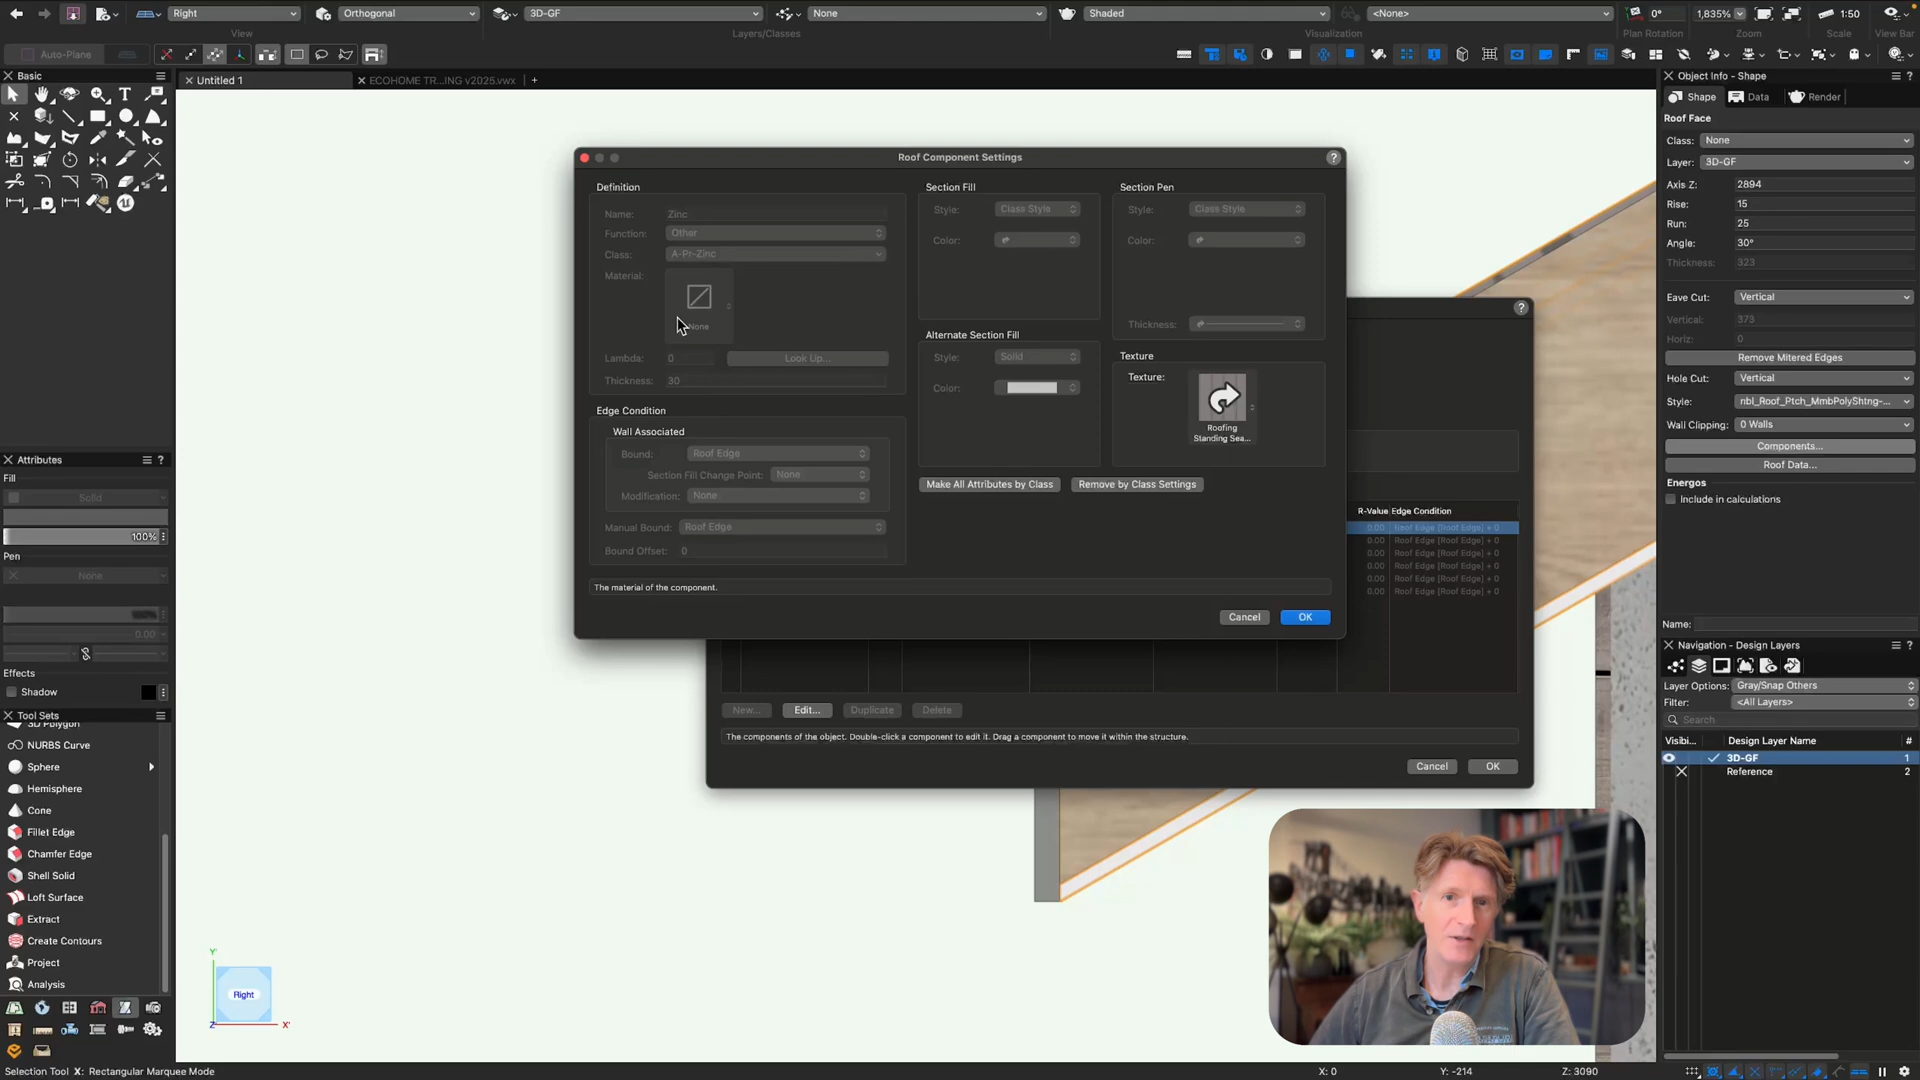 Right
Orthogonal
3D-GF
None
Shaded
<None>
0°
1,835%
1:50
View
Layers/Classes
Visualization
Plan Rotation
Zoom
Scale
View Bar
Auto-Plane
Basic
Untitled 1
ECOHOME TR...ING v2025.vwx
Object Info - Shape
Shape
Data
Render
Roof Face
Class:
None
Layer:
3D-GF
Axis Z:
2894
Rise:
15
Run:
25
Angle:
30°
Thickness:
323
Eave Cut:
Vertical
Vertical:
373
Horiz:
0
Remove Mitered Edges
Hole Cut:
Vertical
Style:
nbl_Roof_Ptch_MmbPolyShtng-...
Wall Clipping:
0 Walls
Components...
Roof Data...
Energos
Include in calculations
Name:
Navigation - Design Layers
Layer Options:
Gray/Snap Others
Filter:
<All Layers>
Search
Visibi...
Design Layer Name
#
3D-GF
1
Reference
2
Attributes
Fill
Solid
100%
Pen
None
0.00
Effects
Shadow
Tool Sets
3D Polygon
NURBS Curve
Sphere
Hemisphere
Cone
Fillet Edge
Chamfer Edge
Shell Solid
Loft Surface
Extract
Create Contours
Project
Analysis
Roof Component Settings
Definition
Name:
Zinc
Function:
Other
Class:
A-Pr-Zinc
Material:
None
Lambda:
0
Look Up...
Thickness:
30
Edge Condition
Wall Associated
Bound:
Roof Edge
Section Fill Change Point:
None
Modification:
None
Manual Bound:
Roof Edge
Bound Offset:
0
Section Fill
Style:
Class Style
Color:
Section Pen
Style:
Class Style
Color:
Thickness:
Alternate Section Fill
Style:
Solid
Color:
Texture
Texture:
Roofing
Standing Sea...
Make All Attributes by Class
Remove by Class Settings
The material of the component.
Cancel
OK
R-Value
Edge Condition
0.00 Roof Edge [Roof Edge] + 0
0.00 Roof Edge [Roof Edge] + 0
0.00 Roof Edge [Roof Edge] + 0
0.00 Roof Edge [Roof Edge] + 0
0.00 Roof Edge [Roof Edge] + 0
0.00 Roof Edge [Roof Edge] + 0
New...
Edit...
Duplicate
Delete
The components of the object. Double-click a component to edit it. Drag a component to move it within the structure.
Cancel
OK
Y'
Right
Z
X'
Selection Tool X: Rectangular Marquee Mode
X: 0
Y: -214
Z: 3090